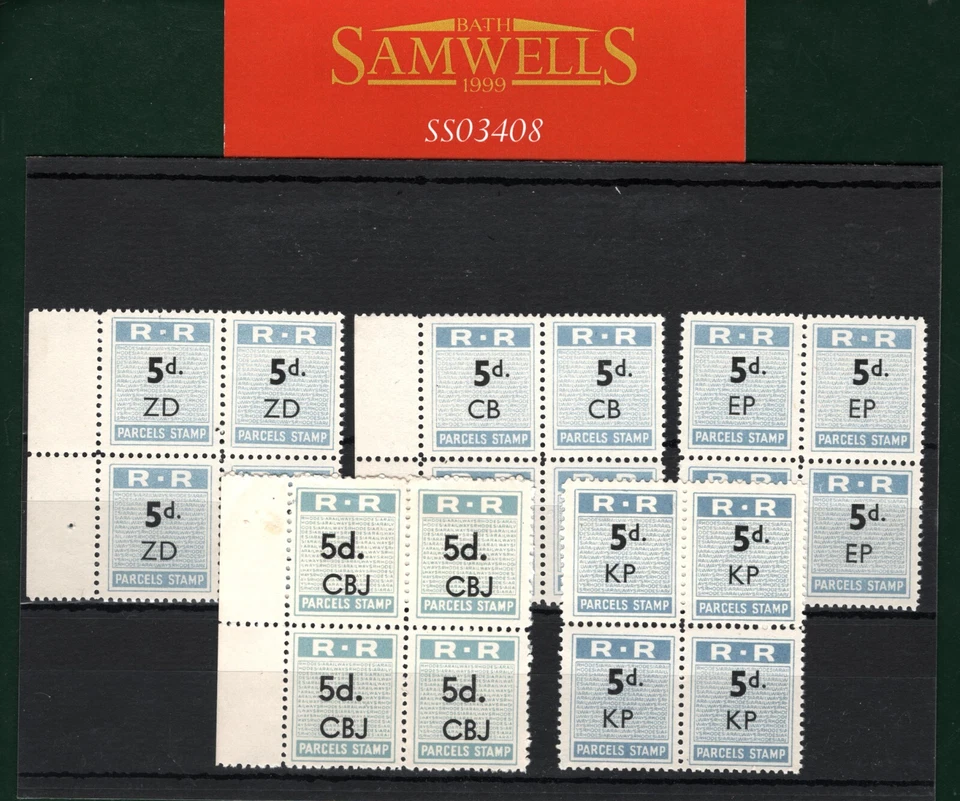 BATH
SAMWELLS
1999
SS03408
R·R R·R
5d. 5d.
ZD ZD
PARCELS STAMP PARCELS STAMP
R·R
5d.
ZD
PARCELS STAMP
R·R R·R
5d. 5d.
CB CB
PARCELS STAMP PARCELS STAMP
R·R R·R
5d. 5d.
EP EP
PARCELS STAMP PARCELS STAMP
R·R
5d.
EP
PARCELS STAMP
R·R R·R
5d. 5d.
CBJ CBJ
PARCELS STAMP PARCELS STAMP
R·R R·R
5d. 5d.
CBJ CBJ
PARCELS STAMP PARCELS STAMP
R·R R·R
5d. 5d.
KP KP
PARCELS STAMP PARCELS STAMP
R·R R·R
5d. 5d.
KP KP
PARCELS STAMP PARCELS STAMP